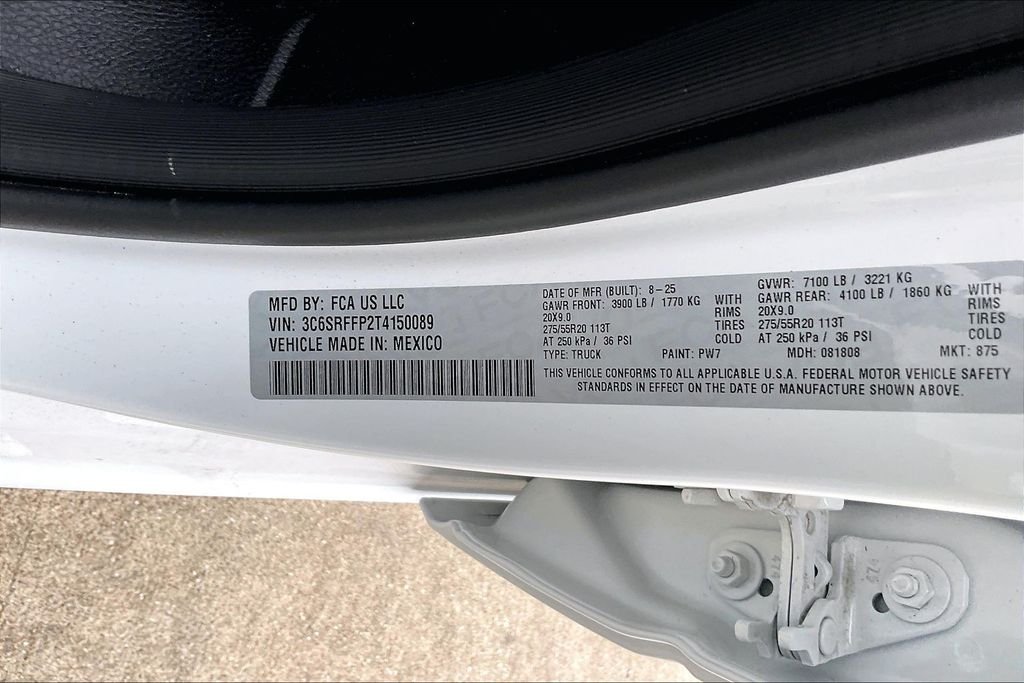 MFD BY: FCA US LLC
VIN: 3C6SRFFP2T4150089
VEHICLE MADE IN: MEXICO
DATE OF MFR (BUILT): 8-25
GAWR FRONT: 3900 LB / 1770 KG WITH
20X9.0 RIMS
275/55R20 113T TIRES
AT 250 kPa / 36 PSI COLD
TYPE: TRUCK PAINT: PW7
GVWR: 7100 LB / 3221 KG
GAWR REAR: 4100 LB / 1860 KG WITH
20X9.0 RIMS
275/55R20 113T TIRES
AT 250 kPa / 36 PSI COLD
MDH: 081808 MKT: 875
THIS VEHICLE CONFORMS TO ALL APPLICABLE U.S.A. FEDERAL MOTOR VEHICLE SAFETY
STANDARDS IN EFFECT ON THE DATE OF MANUFACTURE SHOWN ABOVE.